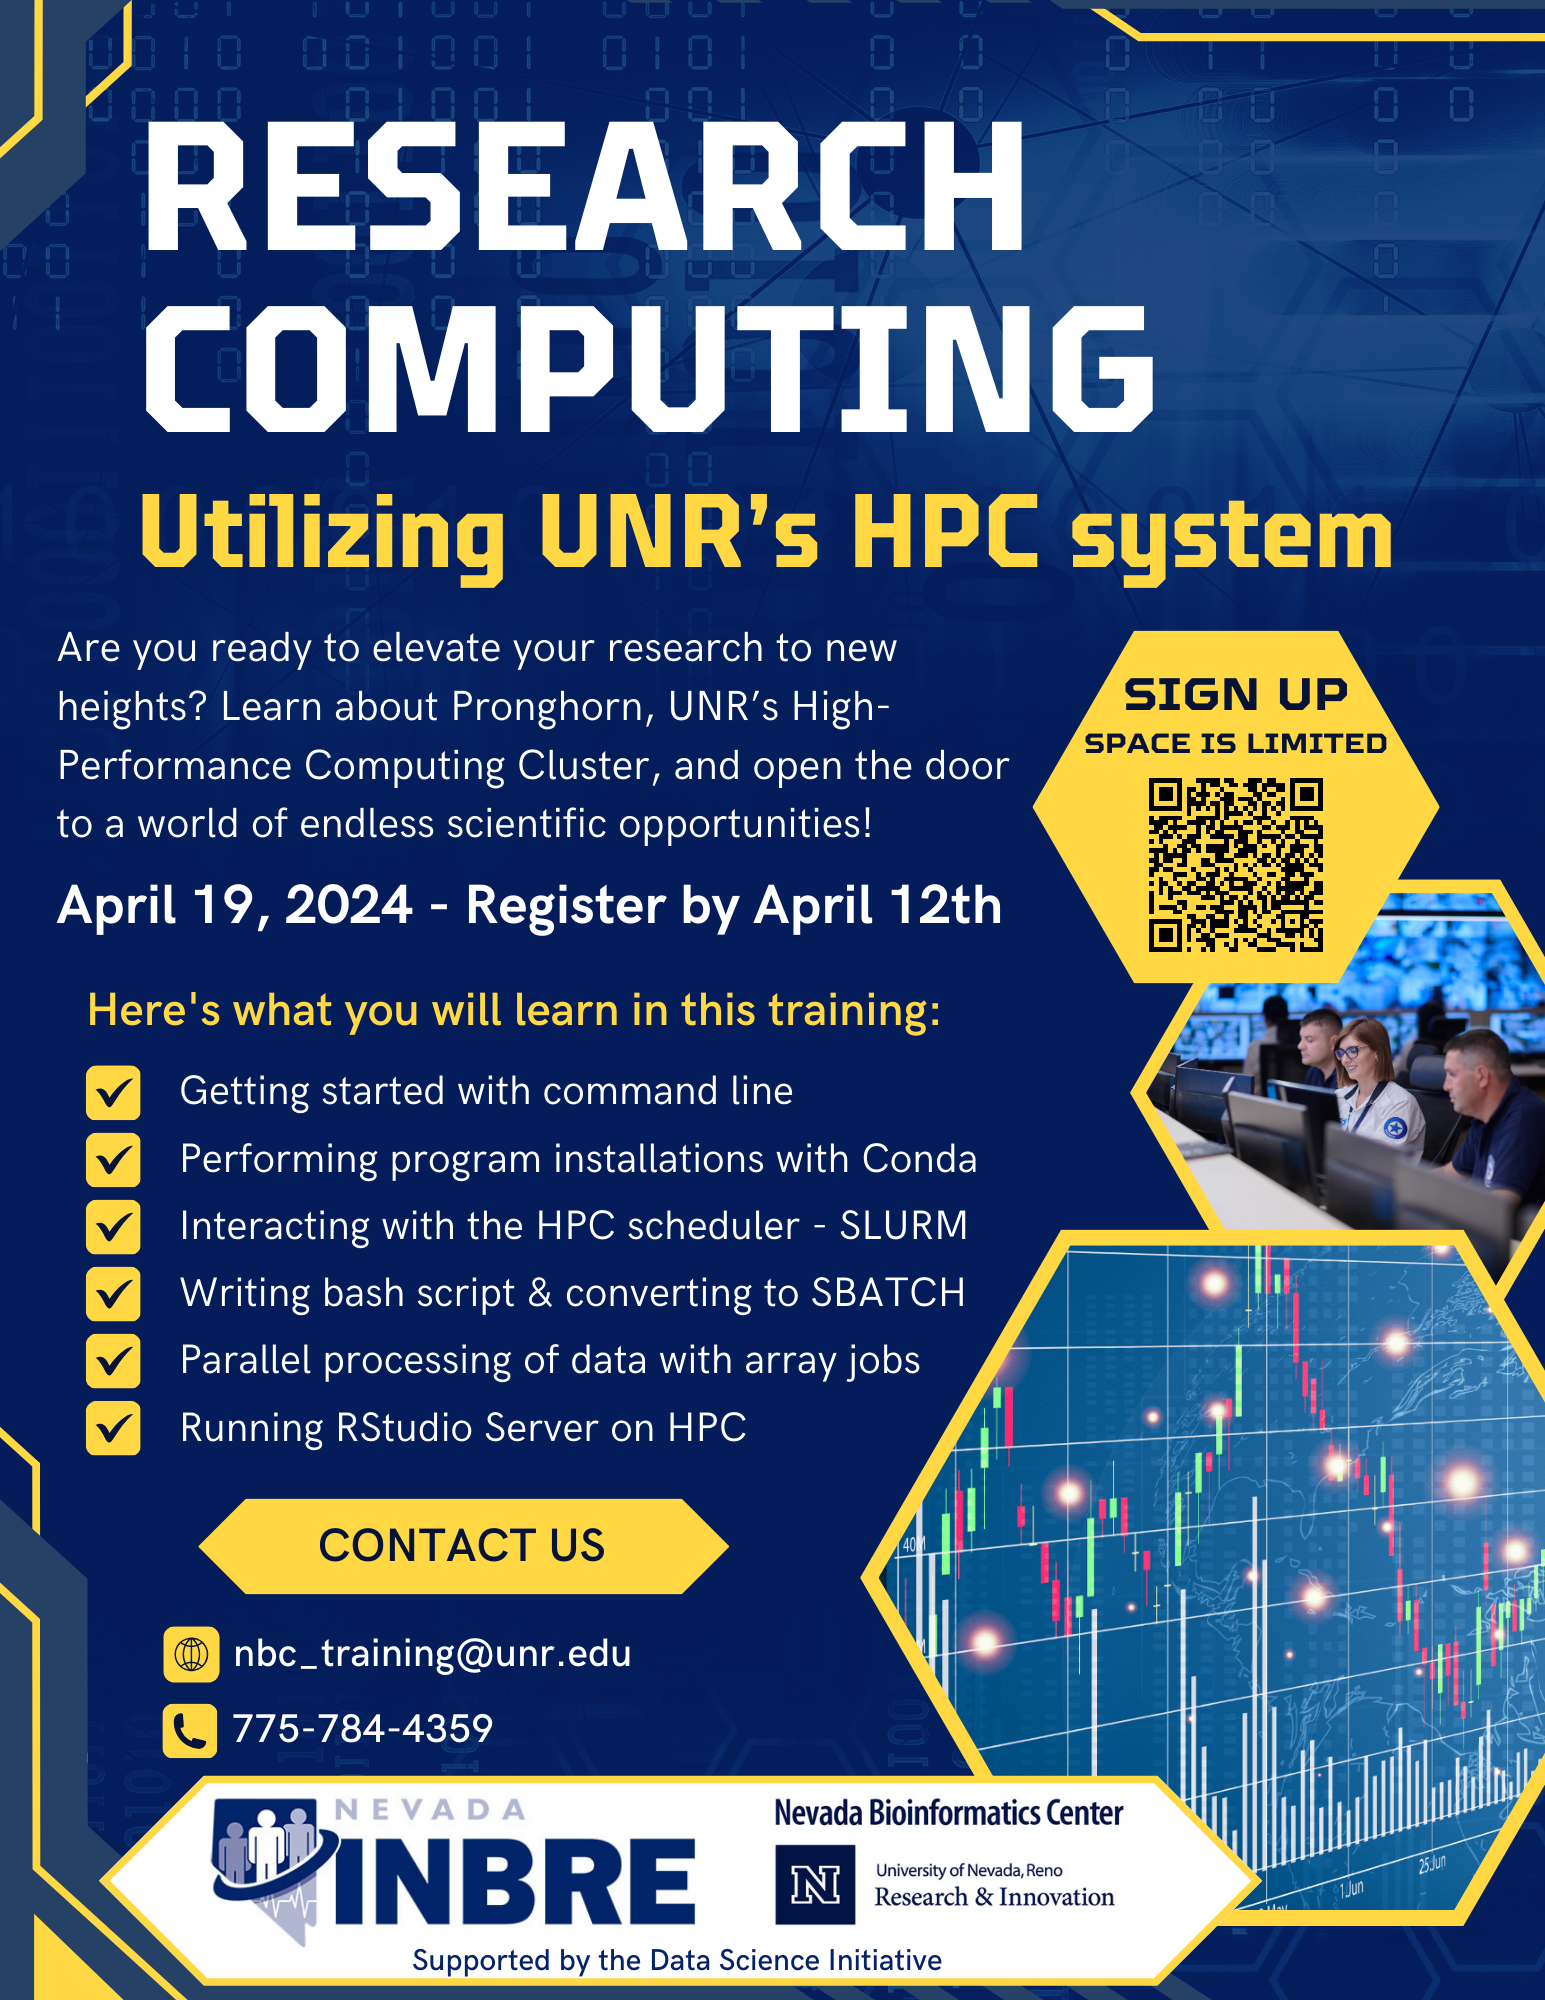 RESEARCH
COMPUTING
Utilizing UNR's HPC system
Are you ready to elevate your research to new
heights? Learn about Pronghorn, UNR's High-
Performance Computing Cluster, and open the door
to a world of endless scientific opportunities!
April 19, 2024 - Register by April 12th
SIGN UP
SPACE IS LIMITED
Here's what you will learn in this training:
Getting started with command line
Performing program installations with Conda
Interacting with the HPC scheduler - SLURM
Writing bash script & converting to SBATCH
Parallel processing of data with array jobs
Running RStudio Server on HPC
CONTACT US
nbc_training@unr.edu
775-784-4359
40M
1.Jun
25.Jun
NEVADA
INBRE
Nevada Bioinformatics Center
N
University of Nevada, Reno
Research & Innovation
Supported by the Data Science Initiative